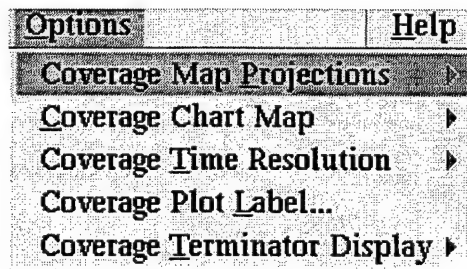 Options Help
Coverage Map Projections
Coverage Chart Map
Coverage Time Resolution
Coverage Plot Label...
Coverage Terminator Display